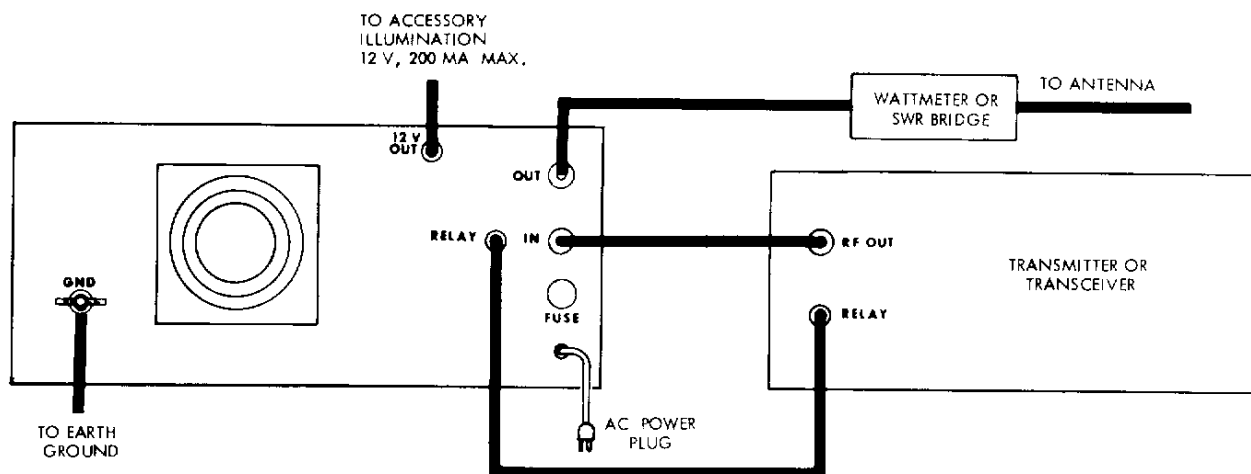 TO ACCESSORY
ILLUMINATION
12 V, 200 MA MAX.
TO ANTENNA
WATTMETER OR
SWR BRIDGE
12 V
OUT
OUT
RELAY
IN
RF OUT
TRANSMITTER OR
TRANSCEIVER
GND
FUSE
RELAY
TO EARTH
GROUND
AC POWER
PLUG